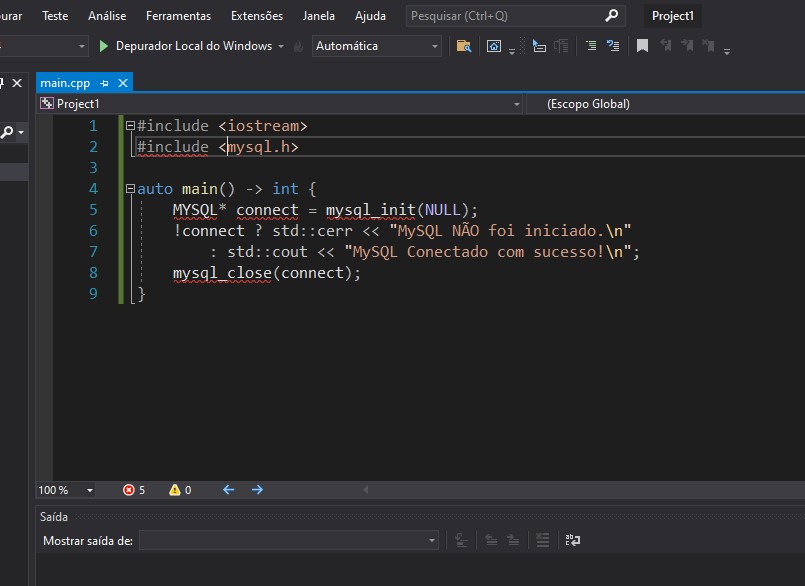 Teste Análise Ferramentas Extensões Janela Ajuda Pesquisar (Ctrl+Q) Project1
Depurador Local do Windows Automática
main.cpp
Project1 (Escopo Global)
1 #include <iostream>
2 #include <mysql.h>
3
4 auto main() -> int {
5 MYSQL* connect = mysql_init(NULL);
6 !connect ? std::cerr << "MySQL NÃO foi iniciado.\n"
7 : std::cout << "MySQL Conectado com sucesso!\n";
8 mysql_close(connect);
9 }
100 % 5 0
Saída
Mostrar saída de: